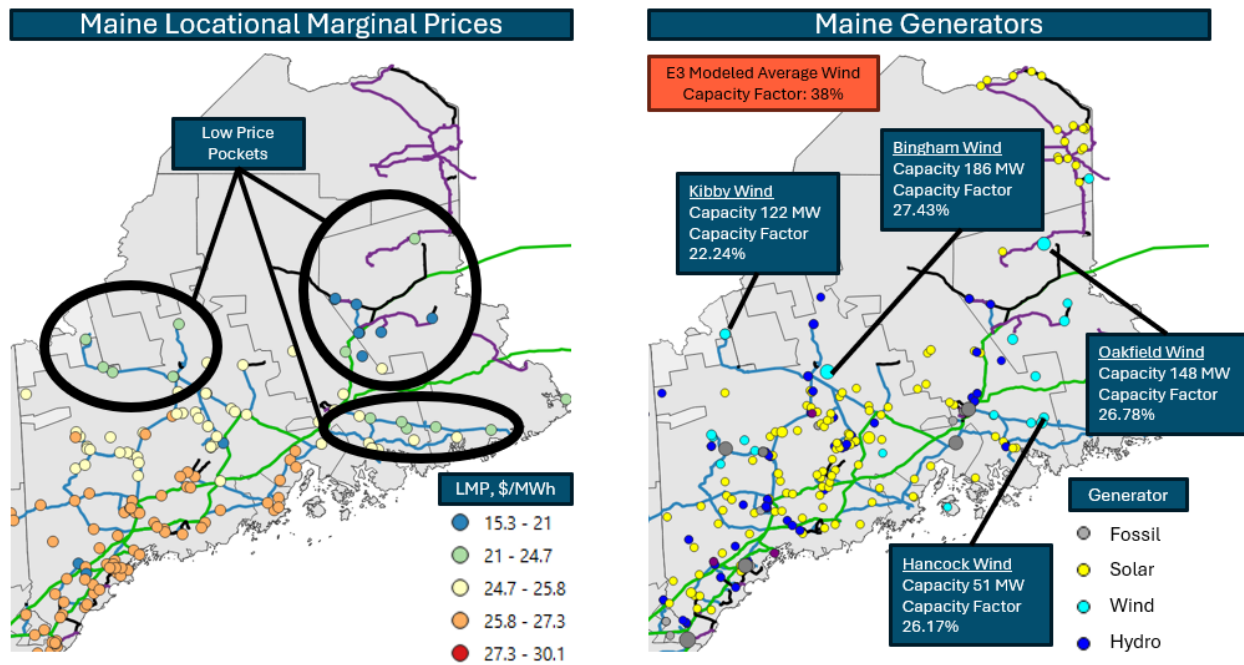 Maine Locational Marginal Prices
Low Price
Pockets
LMP, $/MWh
15.3 - 21
21 - 24.7
24.7 - 25.8
25.8 - 27.3
27.3 - 30.1
Maine Generators
E3 Modeled Average Wind
Capacity Factor: 38%
Bingham Wind
Capacity 186 MW
Capacity Factor
27.43%
Kibby Wind
Capacity 122 MW
Capacity Factor
22.24%
Oakfield Wind
Capacity 148 MW
Capacity Factor
26.78%
Hancock Wind
Capacity 51 MW
Capacity Factor
26.17%
Generator
Fossil
Solar
Wind
Hydro